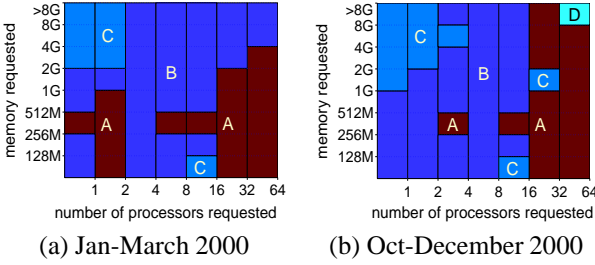 memory requested
>8G
8G
4G
2G
1G
512M
256M
128M
C
B
A
A
C
1 2 4 8 16 32 64
number of processors requested
(a) Jan-March 2000
memory requested
>8G
8G
4G
2G
1G
512M
256M
128M
D
C
B
C
A
A
C
1 2 4 8 16 32 64
number of processors requested
(b) Oct-December 2000